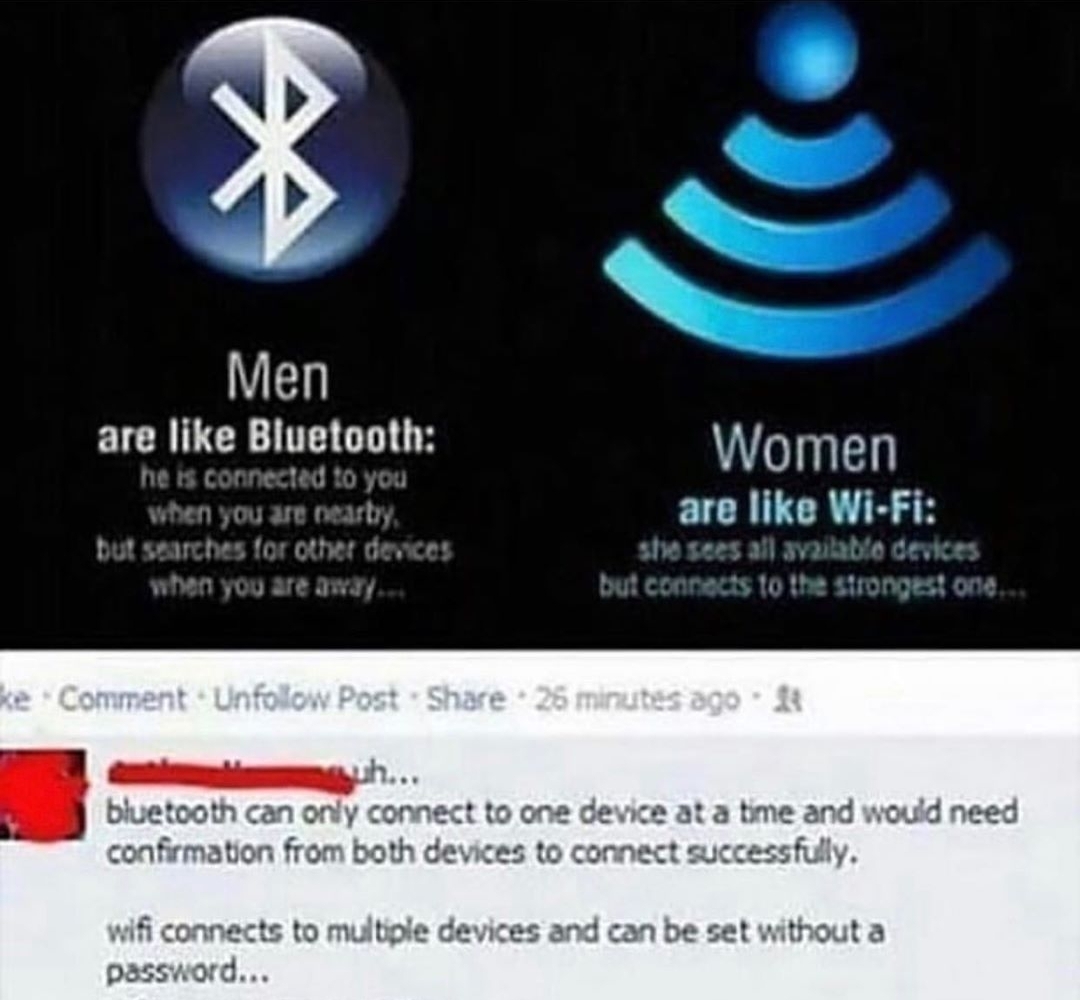 Men
are like Bluetooth:
he is connected to you
when you are nearby,
but searches for other devices
when you are away...
Women
are like Wi-Fi:
she sees all available devices
but connects to the strongest one...
ke · Comment · Unfollow Post · Share · 26 minutes ago ·
uh...
bluetooth can only connect to one device at a time and would need
confirmation from both devices to connect successfully.
wifi connects to multiple devices and can be set without a
password...